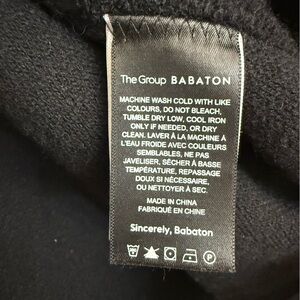 The Group BABATON
MACHINE WASH COLD WITH LIKE
COLOURS, DO NOT BLEACH,
TUMBLE DRY LOW, COOL IRON
ONLY IF NEEDED, OR DRY
CLEAN. LAVER À LA MACHINE À
L'EAU FROIDE AVEC COULEURS
SEMBLABLES, NE PAS
JAVÉLISER, SÉCHER À BASSE
TEMPÉRATURE, REPASSAGE
DOUX SI NÉCESSAIRE,
OU NETTOYER À SEC.
MADE IN CHINA
FABRIQUÉ EN CHINE
Sincerely, Babaton
P